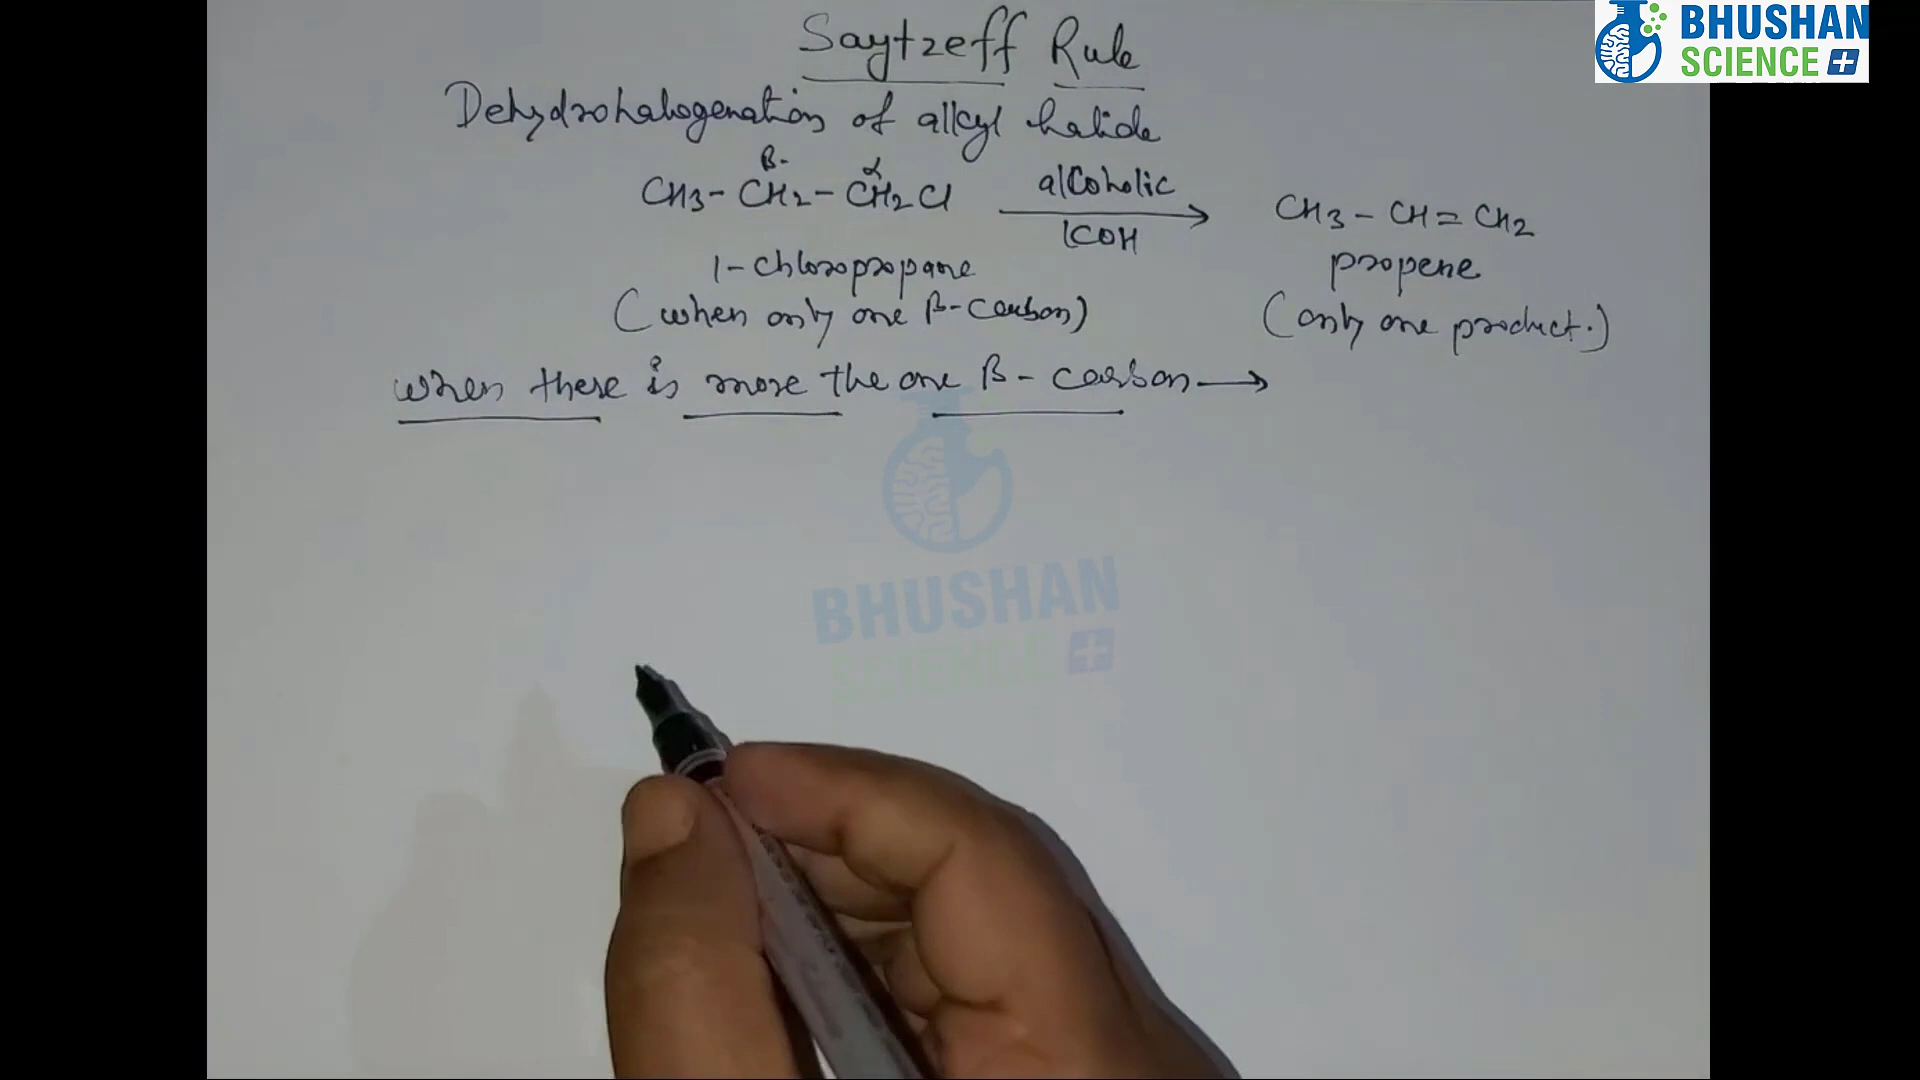 Saytzeff Rule
BHUSHAN
SCIENCE +
Dehydrohalogenation of alkyl halide
β- α
CH3 - CH2 - CH2Cl alcoholic KOH CH3 - CH = CH2
1-chloropropane propene
(when only one β-carbon) (only one product.)
when there is more the one β-carbon →
BHUSHAN
SCIENCE +